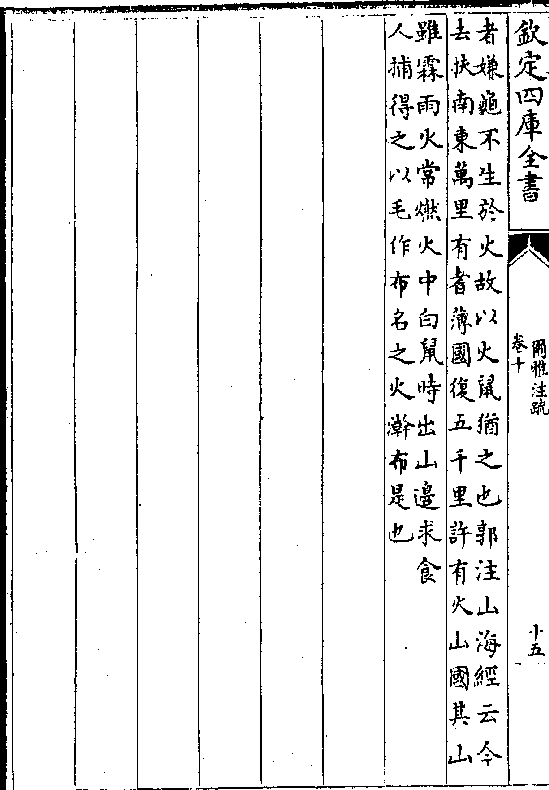 欽定四庫全書
爾雅注疏
卷十
十五
者嫌龜不生於火故以火鼠猶之也郭注山海經云今
去扶南東萬里有耆薄國復五千里許有火山國其山
雖霖雨火常燃火中白鼠時出山邊求食
人捕得之以毛作布名之火澣布是也